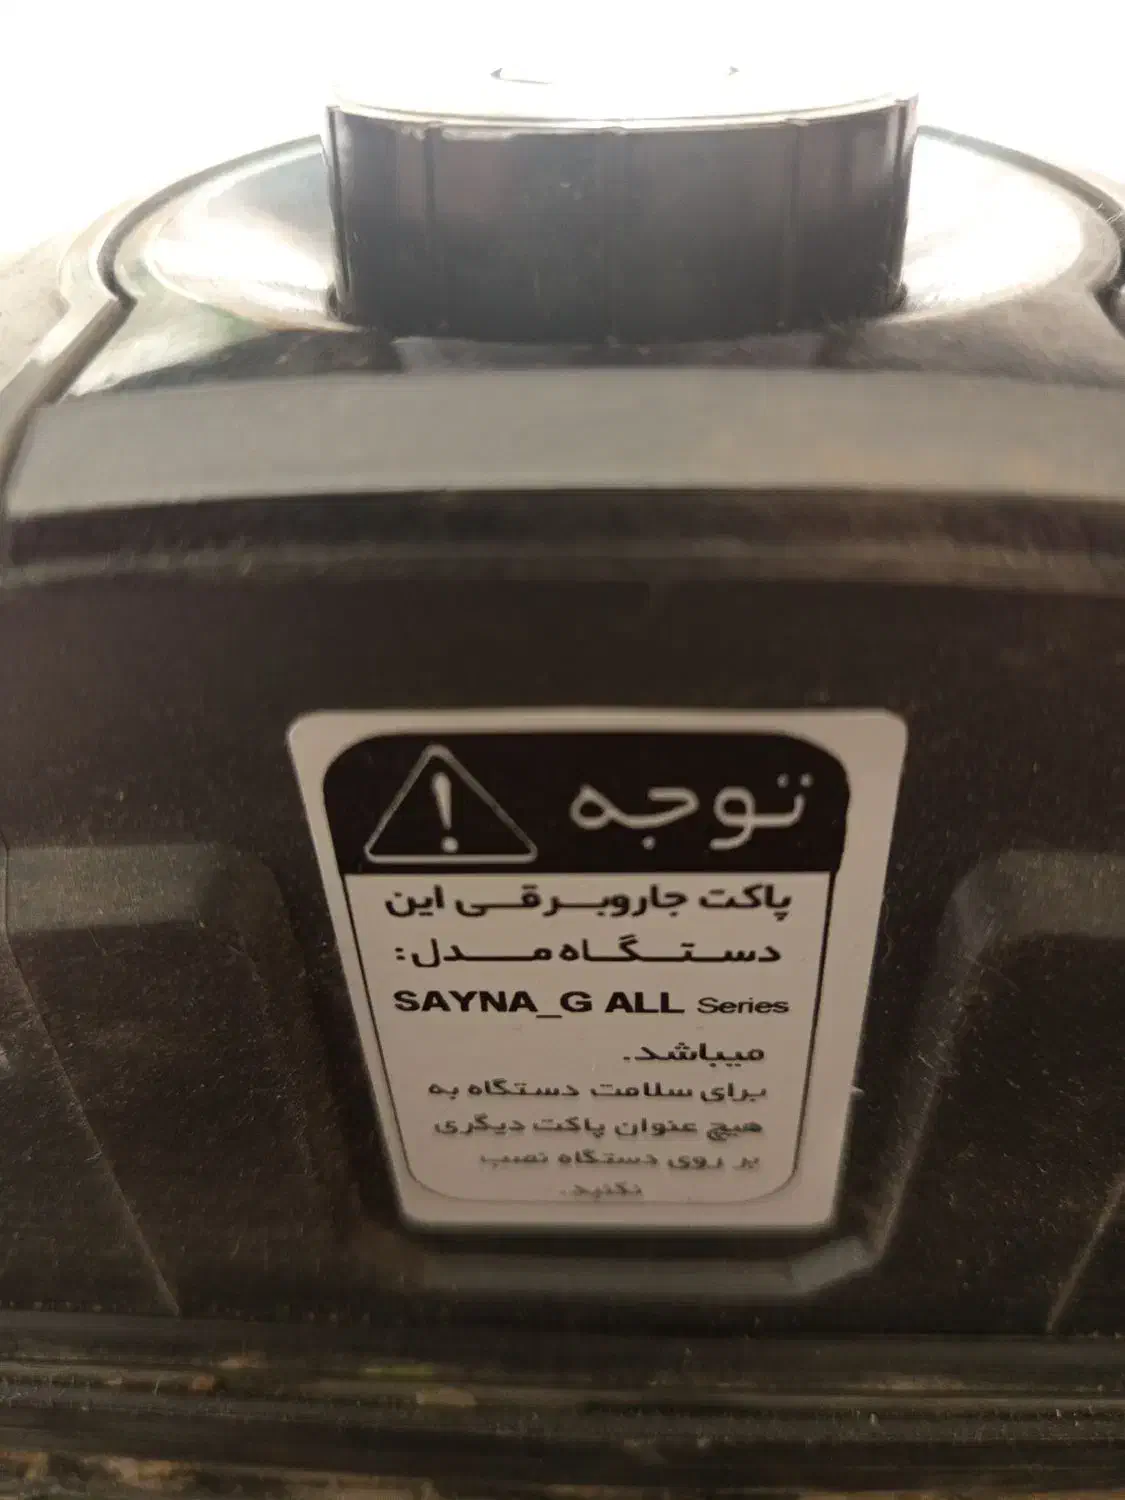 توجه
پاکت جاروبرقی این
دستگاه مدل:
SAYNA_G ALL Series
میباشد.
برای سلامت دستگاه به
هیچ عنوان پاکت دیگری
بر روی دستگاه نصب
نکنید.